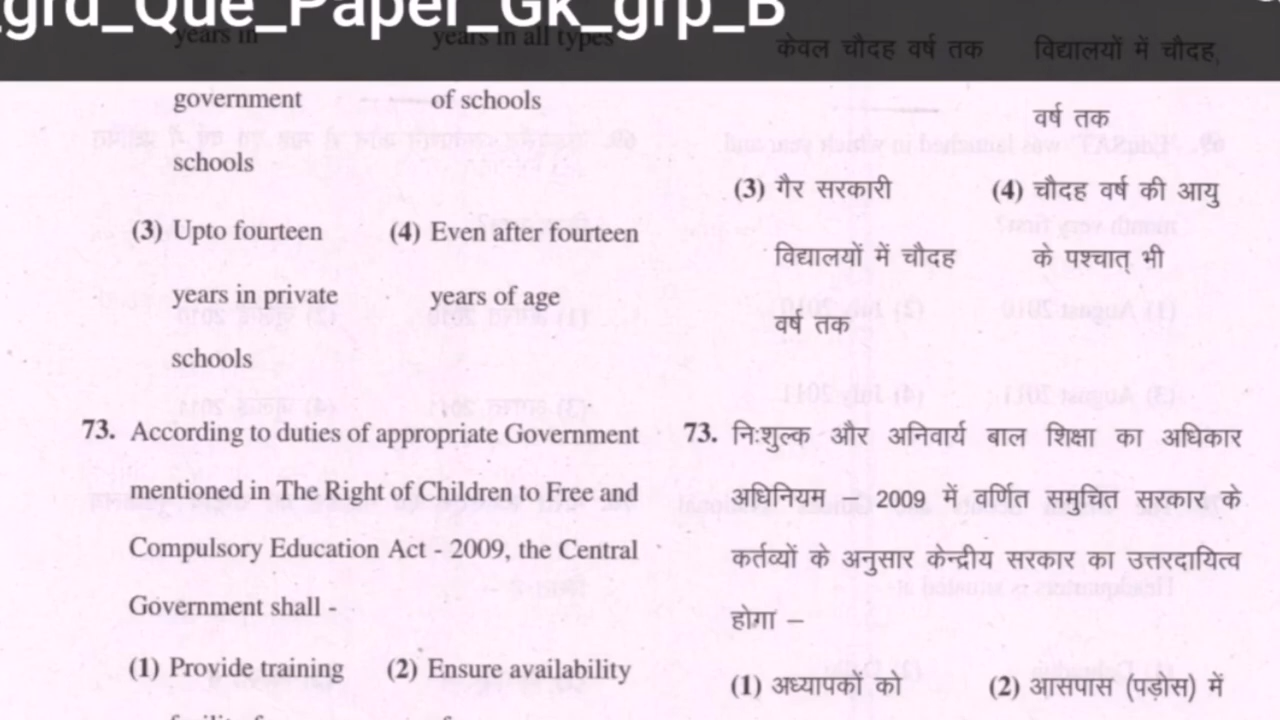 grd_Que_Paper_Gk_grp_B
years in
years in all types
government
of schools
schools
(3) Upto fourteen
(4) Even after fourteen
years in private
years of age
schools
73. According to duties of appropriate Government
mentioned in The Right of Children to Free and
Compulsory Education Act - 2009, the Central
Government shall -
(1) Provide training
(2) Ensure availability
केवल चौदह वर्ष तक
विद्यालयों में चौदह
वर्ष तक
(3) गैर सरकारी
(4) चौदह वर्ष की आयु
विद्यालयों में चौदह
के पश्चात् भी
वर्ष तक
73. निःशुल्क और अनिवार्य बाल शिक्षा का अधिकार
अधिनियम – 2009 में वर्णित समुचित सरकार के
कर्तव्यों के अनुसार केन्द्रीय सरकार का उत्तरदायित्व
होगा –
(1) अध्यापकों को
(2) आसपास (पड़ोस) में